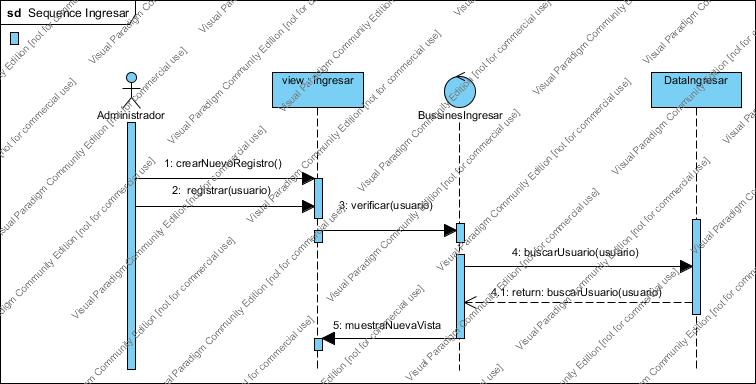 sd Sequence Ingresar
Administrador
view : Ingresar
BussinesIngresar
DataIngresar
1: crearNuevoRegistro()
2: registrar(usuario)
3: verificar(usuario)
4: buscarUsuario(usuario)
4.1: return: buscarUsuario(usuario)
5: muestraNuevaVista
Visual Paradigm Community Edition [not for commercial use]